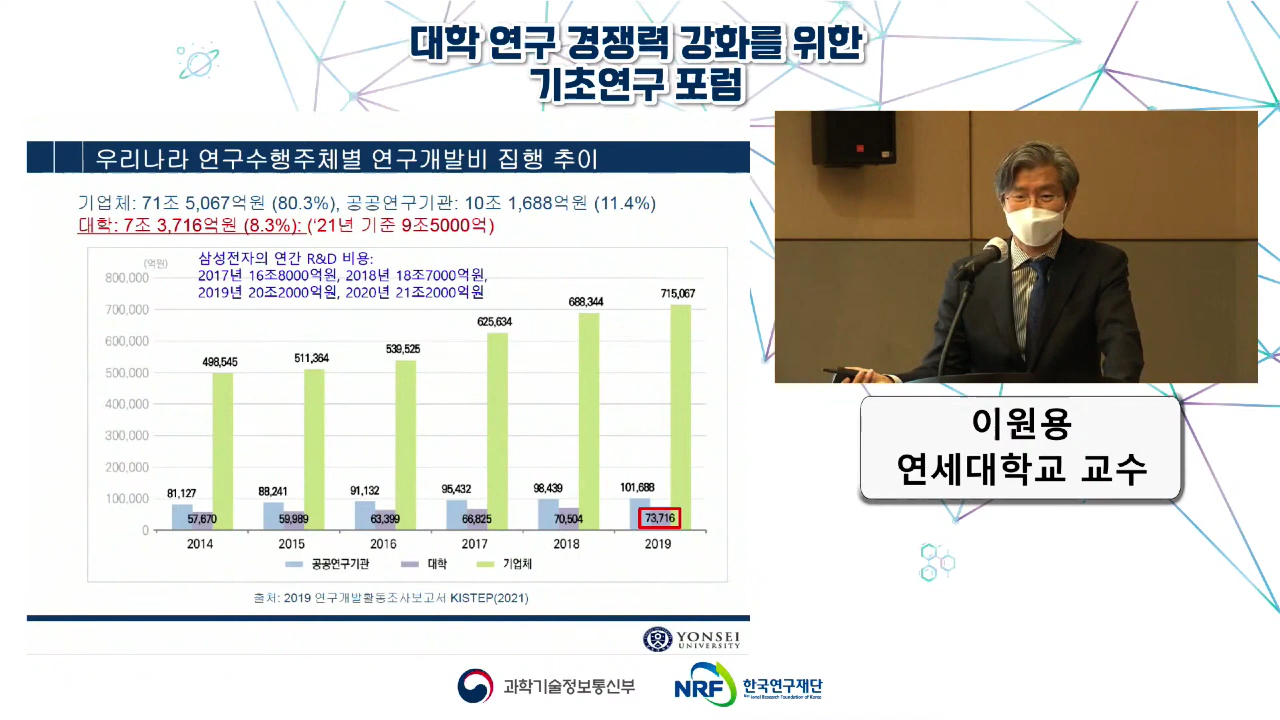 대학 연구 경쟁력 강화를 위한
기초연구 포럼
우리나라 연구수행주체별 연구개발비 집행 추이
기업체: 71조 5,067억원 (80.3%), 공공연구기관: 10조 1,688억원 (11.4%)
대학: 7조 3,716억원 (8.3%): (‘21년 기준 9조5000억)
(억원)
삼성전자의 연간 R&D 비용:
2017년 16조8000억원, 2018년 18조7000억원,
2019년 20조2000억원, 2020년 21조2000억원
800,000
700,000
600,000
500,000
400,000
300,000
200,000
100,000
0
81,127 57,670 498,545
88,241 59,989 511,364
91,132 63,399 539,525
95,432 66,825 625,634
98,439 70,504 688,344
101,688 73,716 715,067
2014 2015 2016 2017 2018 2019
공공연구기관 대학 기업체
출처: 2019 연구개발활동조사보고서 KISTEP(2021)
YONSEI
UNIVERSITY
이원용
연세대학교 교수
과학기술정보통신부
NRF 한국연구재단
National Research Foundation of Korea